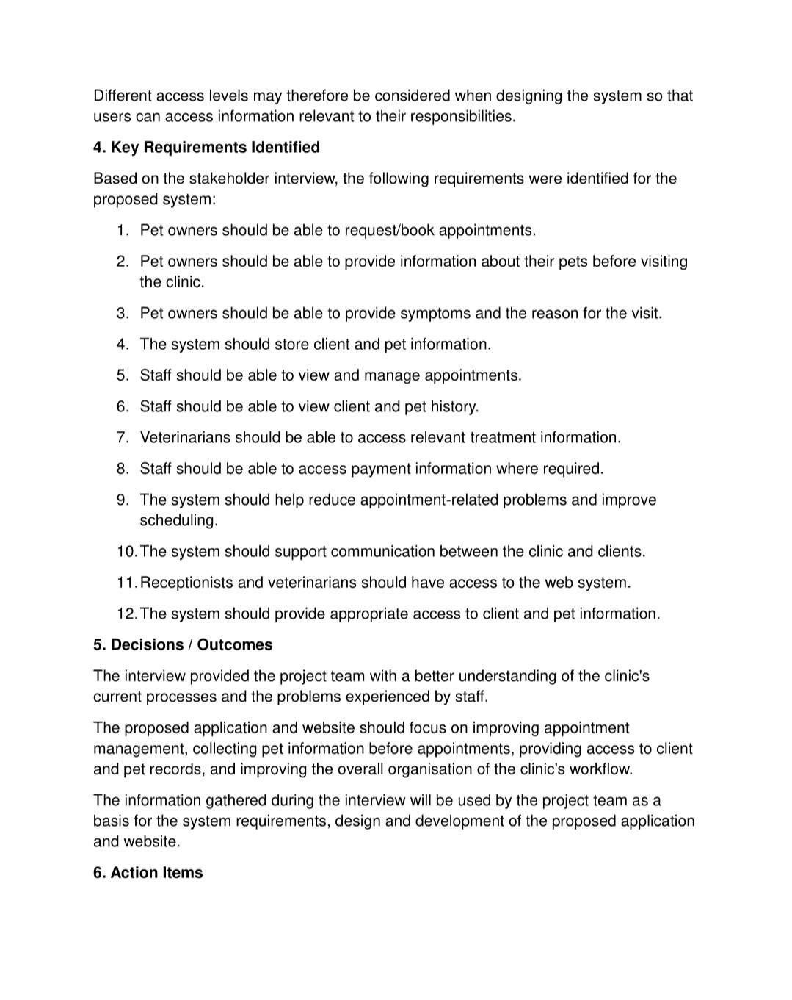 Different access levels may therefore be considered when designing the system so that
users can access information relevant to their responsibilities.
4. Key Requirements Identified
Based on the stakeholder interview, the following requirements were identified for the
proposed system:
1. Pet owners should be able to request/book appointments.
2. Pet owners should be able to provide information about their pets before visiting
the clinic.
3. Pet owners should be able to provide symptoms and the reason for the visit.
4. The system should store client and pet information.
5. Staff should be able to view and manage appointments.
6. Staff should be able to view client and pet history.
7. Veterinarians should be able to access relevant treatment information.
8. Staff should be able to access payment information where required.
9. The system should help reduce appointment-related problems and improve
scheduling.
10. The system should support communication between the clinic and clients.
11. Receptionists and veterinarians should have access to the web system.
12. The system should provide appropriate access to client and pet information.
5. Decisions / Outcomes
The interview provided the project team with a better understanding of the clinic's
current processes and the problems experienced by staff.
The proposed application and website should focus on improving appointment
management, collecting pet information before appointments, providing access to client
and pet records, and improving the overall organisation of the clinic's workflow.
The information gathered during the interview will be used by the project team as a
basis for the system requirements, design and development of the proposed application
and website.
6. Action Items